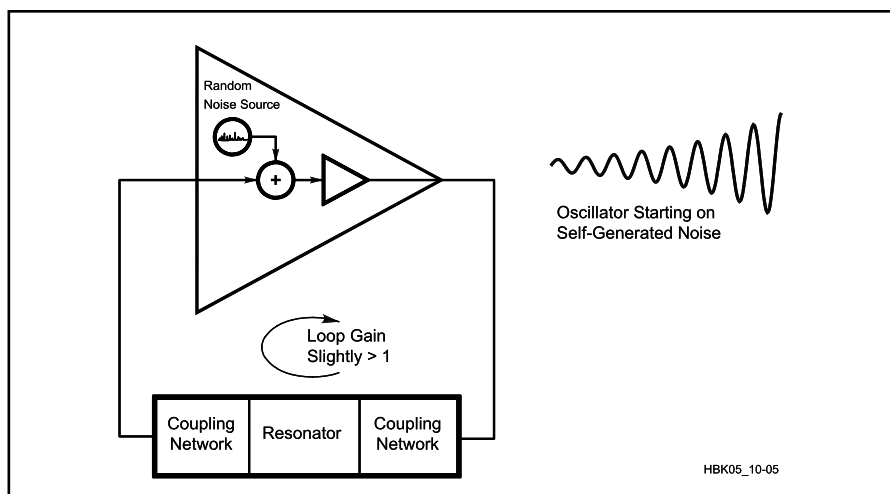 Random
Noise Source
+
Oscillator Starting on
Self-Generated Noise
Loop Gain
Slightly > 1
Coupling
Network
Resonator
Coupling
Network
HBK05_10-05